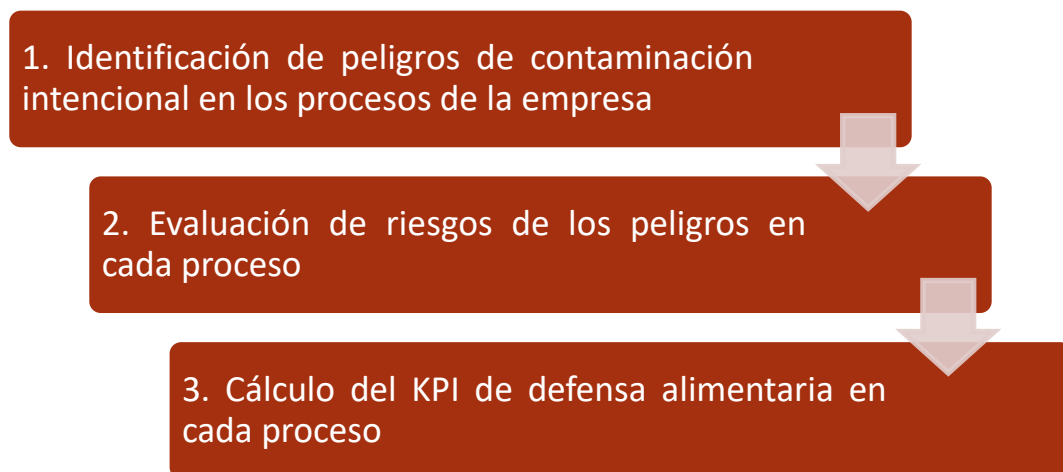 1. Identificación de peligros de contaminación
intencional en los procesos de la empresa
2. Evaluación de riesgos de los peligros en
cada proceso
3. Cálculo del KPI de defensa alimentaria en
cada proceso